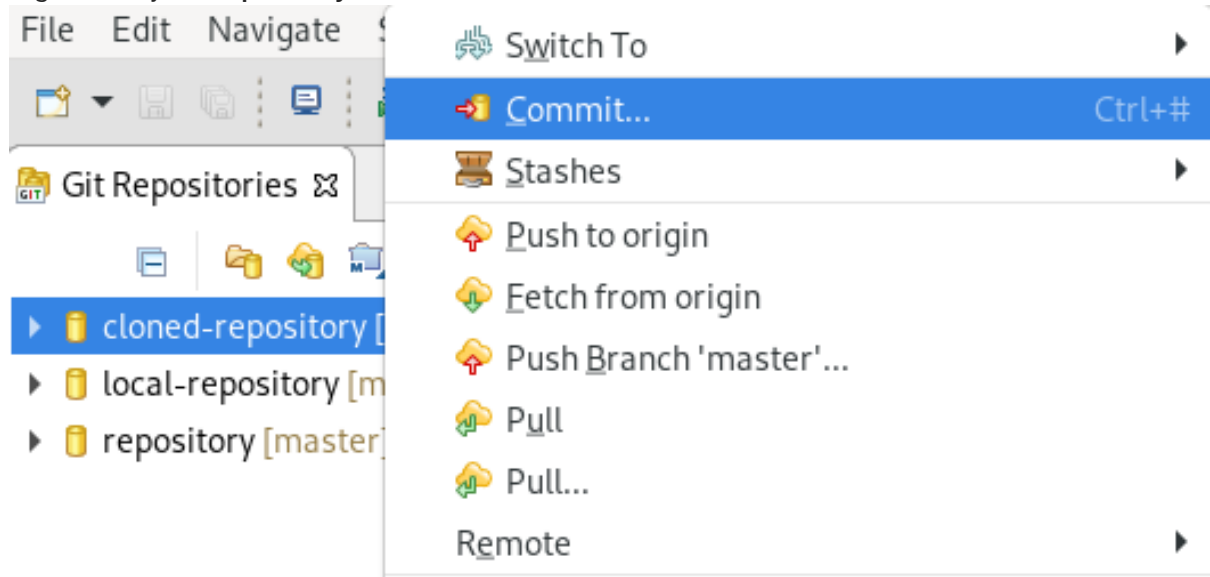 File Edit Navigate
Switch To
Commit... Ctrl+#
Stashes
GIT Git Repositories
Push to origin
M
Fetch from origin
cloned-repository [
Push Branch 'master'...
local-repository [m
Pull
repository [master]
Pull...
Remote